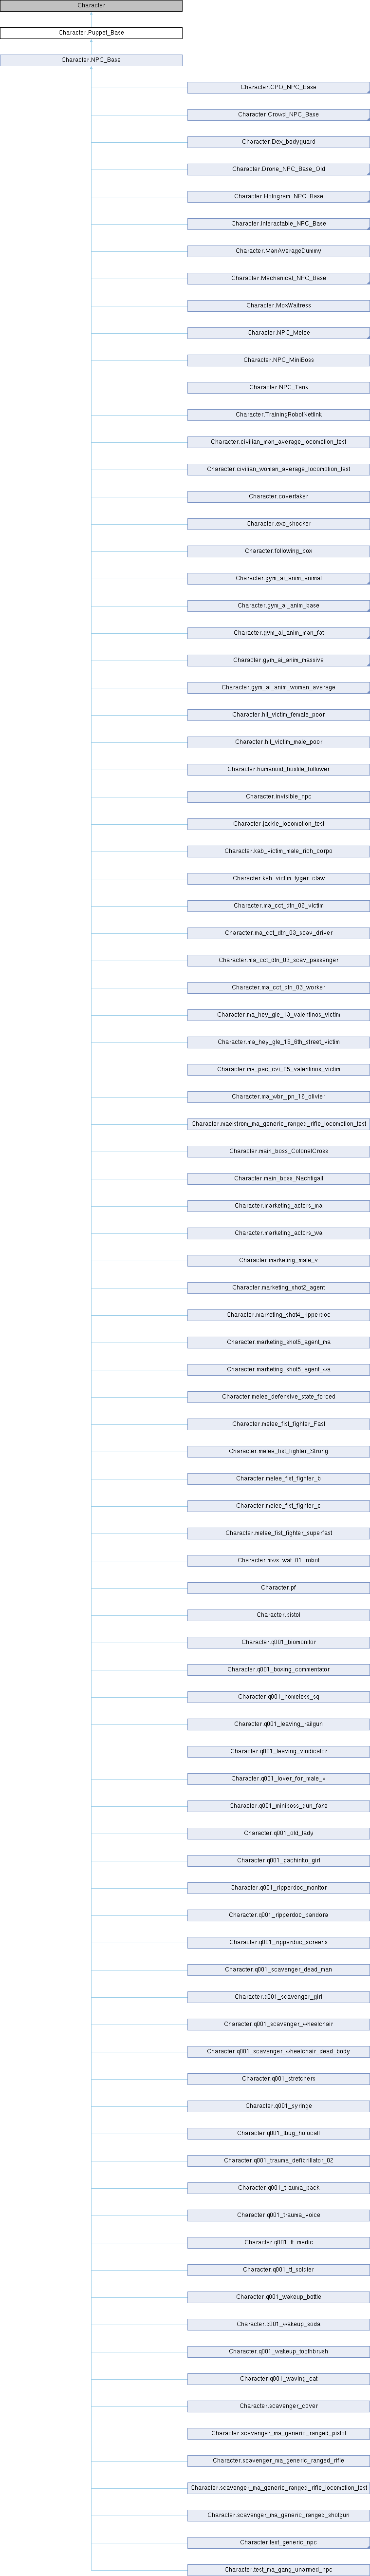 Character
Character.Puppet_Base
Character.NPC_Base
Character.CPO_NPC_Base
Character.Crowd_NPC_Base
Character.Dex_bodyguard
Character.Drone_NPC_Base_Old
Character.Hologram_NPC_Base
Character.Interactable_NPC_Base
Character.ManAverageDummy
Character.Mechanical_NPC_Base
Character.MoxWaitress
Character.NPC_Melee
Character.NPC_MiniBoss
Character.NPC_Tank
Character.TrainingRobotNetlink
Character.civilian_man_average_locomotion_test
Character.civilian_woman_average_locomotion_test
Character.covertaker
Character.exo_shocker
Character.following_box
Character.gym_ai_anim_animal
Character.gym_ai_anim_base
Character.gym_ai_anim_man_fat
Character.gym_ai_anim_massive
Character.gym_ai_anim_woman_average
Character.hil_victim_female_poor
Character.hil_victim_male_poor
Character.humanoid_hostile_follower
Character.invisible_npc
Character.jackie_locomotion_test
Character.kab_victim_male_rich_corpo
Character.kab_victim_tyger_claw
Character.ma_cct_dtn_02_victim
Character.ma_cct_dtn_03_scav_driver
Character.ma_cct_dtn_03_scav_passenger
Character.ma_cct_dtn_03_worker
Character.ma_hey_gle_13_valentinos_victim
Character.ma_hey_gle_15_6th_street_victim
Character.ma_pac_cvi_05_valentinos_victim
Character.ma_wbr_jpn_16_olivier
Character.maelstrom_ma_generic_ranged_rifle_locomotion_test
Character.main_boss_ColonelCross
Character.main_boss_Nachtigall
Character.marketing_actors_ma
Character.marketing_actors_wa
Character.marketing_male_v
Character.marketing_shot2_agent
Character.marketing_shot4_ripperdoc
Character.marketing_shot5_agent_ma
Character.marketing_shot5_agent_wa
Character.melee_defensive_state_forced
Character.melee_fist_fighter_Fast
Character.melee_fist_fighter_Strong
Character.melee_fist_fighter_b
Character.melee_fist_fighter_c
Character.melee_fist_fighter_superfast
Character.mws_wat_01_robot
Character.pf
Character.pistol
Character.q001_biomonitor
Character.q001_boxing_commentator
Character.q001_homeless_sq
Character.q001_leaving_railgun
Character.q001_leaving_vindicator
Character.q001_lover_for_male_v
Character.q001_miniboss_gun_fake
Character.q001_old_lady
Character.q001_pachinko_girl
Character.q001_ripperdoc_monitor
Character.q001_ripperdoc_pandora
Character.q001_ripperdoc_screens
Character.q001_scavenger_dead_man
Character.q001_scavenger_girl
Character.q001_scavenger_wheelchair
Character.q001_scavenger_wheelchair_dead_body
Character.q001_stretchers
Character.q001_syringe
Character.q001_tbug_holocall
Character.q001_trauma_defibrillator_02
Character.q001_trauma_pack
Character.q001_trauma_voice
Character.q001_tt_medic
Character.q001_tt_soldier
Character.q001_wakeup_bottle
Character.q001_wakeup_soda
Character.q001_wakeup_toothbrush
Character.q001_waving_cat
Character.scavenger_cover
Character.scavenger_ma_generic_ranged_pistol
Character.scavenger_ma_generic_ranged_rifle
Character.scavenger_ma_generic_ranged_rifle_locomotion_test
Character.scavenger_ma_generic_ranged_shotgun
Character.test_generic_npc
Character.test_ma_gang_unarmed_npc